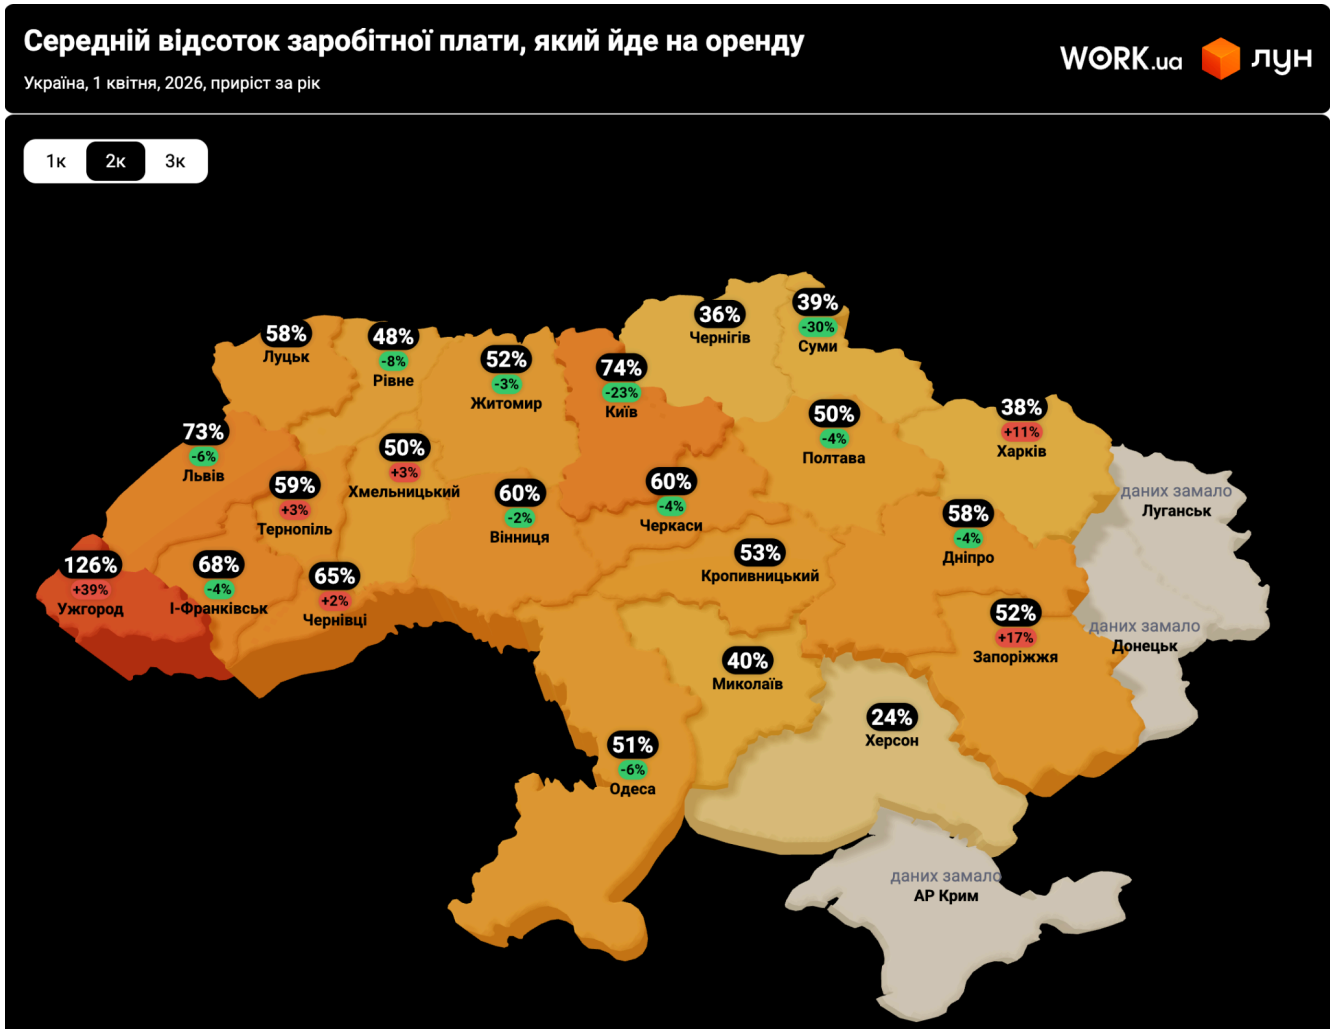 Середній відсоток заробітної плати, який йде на оренду
Україна, 1 квітня, 2026, приріст за рік
WORK.ua
лун
1к
2к
3к
39%
-30%
Суми
36%
Чернігів
58%
Луцьк
48%
-8%
Рівне
52%
-3%
Житомир
74%
-23%
Київ
50%
-4%
Полтава
38%
+11%
Харків
73%
-6%
Львів
50%
+3%
Хмельницький
59%
+3%
Тернопіль
60%
-2%
Вінниця
60%
-4%
Черкаси
даних замало
Луганськ
58%
-4%
Дніпро
53%
Кропивницький
126%
+39%
Ужгород
68%
-4%
І-Франківськ
65%
+2%
Чернівці
52%
+17%
Запоріжжя
даних замало
Донецьк
40%
Миколаїв
24%
Херсон
51%
-6%
Одеса
даних замало
АР Крим